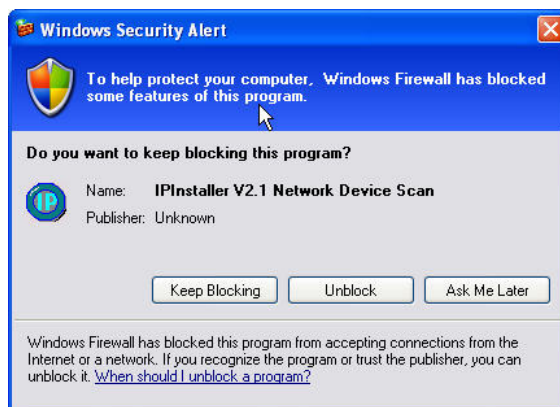 Windows Security Alert
To help protect your computer, Windows Firewall has blocked
some features of this program.
Do you want to keep blocking this program?
IP
Name: IPInstaller V2.1 Network Device Scan
Publisher: Unknown
Keep Blocking Unblock Ask Me Later
Windows Firewall has blocked this program from accepting connections from the
Internet or a network. If you recognize the program or trust the publisher, you can
unblock it. When should I unblock a program?